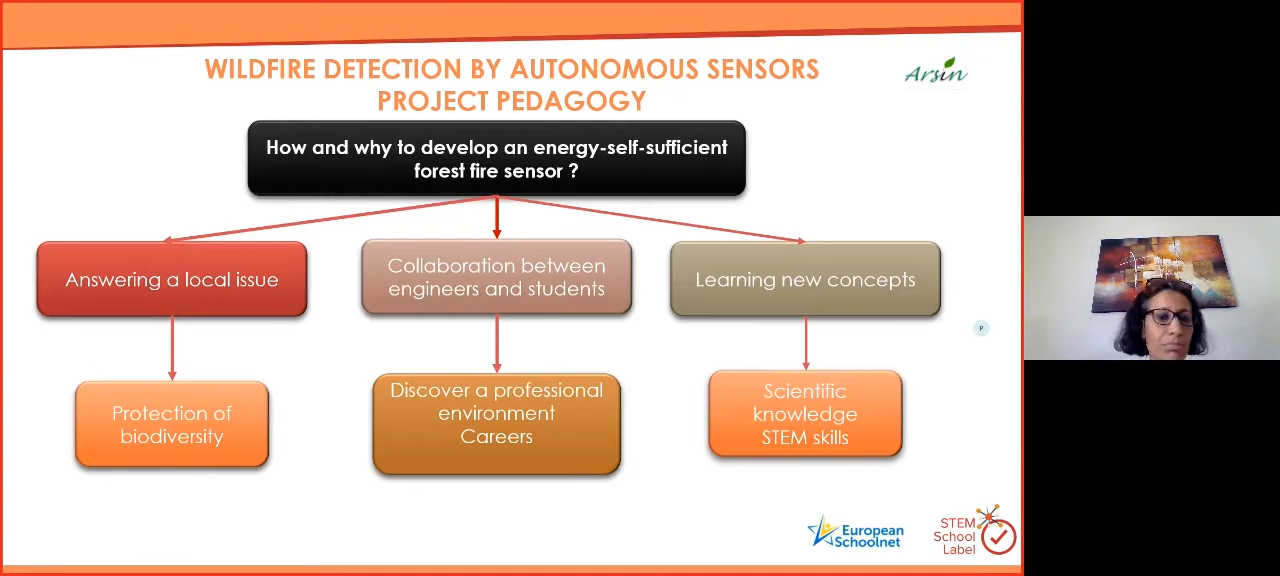 WILDFIRE DETECTION BY AUTONOMOUS SENSORS
PROJECT PEDAGOGY
Arsin
How and why to develop an energy-self-sufficient
forest fire sensor ?
Answering a local issue
Collaboration between
engineers and students
Learning new concepts
P
Protection of
biodiversity
Discover a professional
environment
Careers
Scientific
knowledge
STEM skills
European
Schoolnet
STEM
School
Label